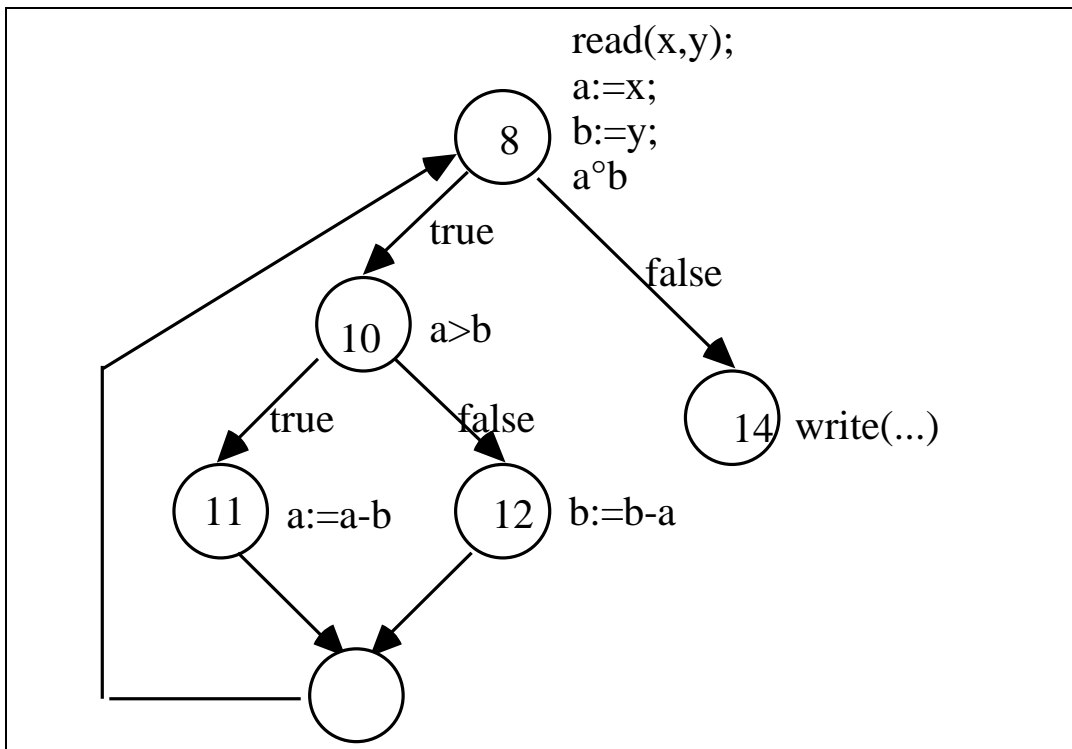 read(x,y);
a:=x;
8
b:=y;
a°b
true
false
10
a>b
true
false
14
write(...)
11
a:=a-b
12
b:=b-a